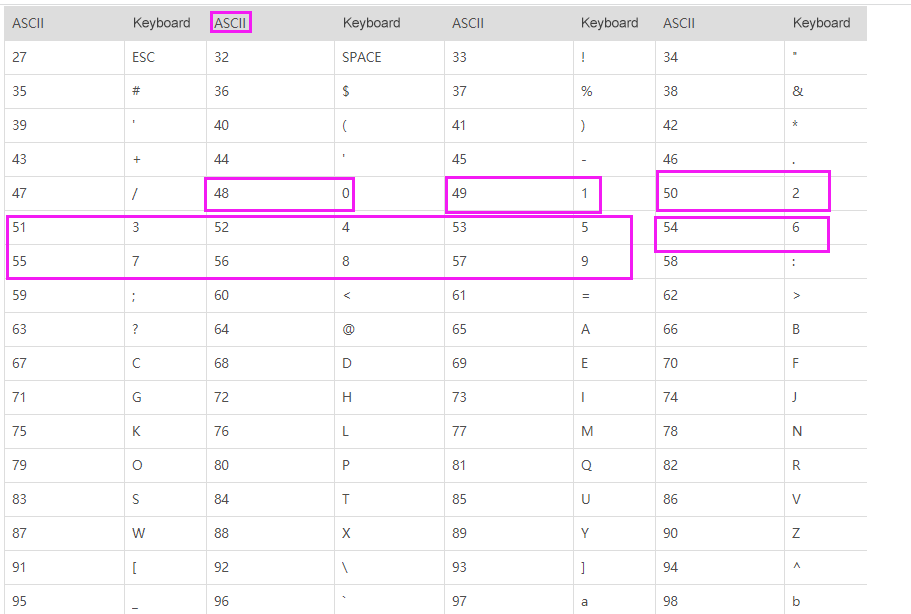 ASCII Keyboard ASCII Keyboard ASCII Keyboard ASCII Keyboard
27 ESC 32 SPACE 33 ! 34 "
35 # 36 $ 37 % 38 &
39 ' 40 ( 41 ) 42 *
43 + 44 ' 45 - 46 .
47 / 48 0 49 1 50 2
51 3 52 4 53 5 54 6
55 7 56 8 57 9 58 :
59 ; 60 < 61 = 62 >
63 ? 64 @ 65 A 66 B
67 C 68 D 69 E 70 F
71 G 72 H 73 I 74 J
75 K 76 L 77 M 78 N
79 O 80 P 81 Q 82 R
83 S 84 T 85 U 86 V
87 W 88 X 89 Y 90 Z
91 [ 92 \ 93 ] 94 ^
95 _ 96 ` 97 a 98 b